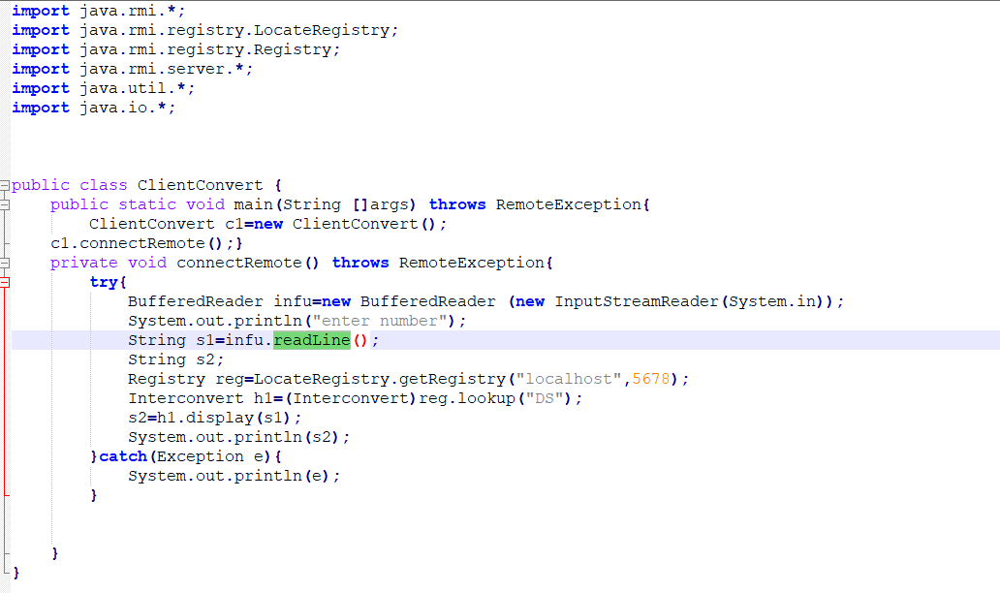 import java.rmi.*;
import java.rmi.registry.LocateRegistry;
import java.rmi.registry.Registry;
import java.rmi.server.*;
import java.util.*;
import java.io.*;
public class ClientConvert {
    public static void main(String []args) throws RemoteException{
        ClientConvert c1=new ClientConvert();
    c1.connectRemote();}
    private void connectRemote() throws RemoteException{
        try{
            BufferedReader infu=new BufferedReader (new InputStreamReader(System.in));
            System.out.println("enter number");
            String s1=infu.readLine();
            String s2;
            Registry reg=LocateRegistry.getRegistry("localhost",5678);
            Interconvert h1=(Interconvert)reg.lookup("DS");
            s2=h1.display(s1);
            System.out.println(s2);
        }catch(Exception e){
            System.out.println(e);
        }
    }
}